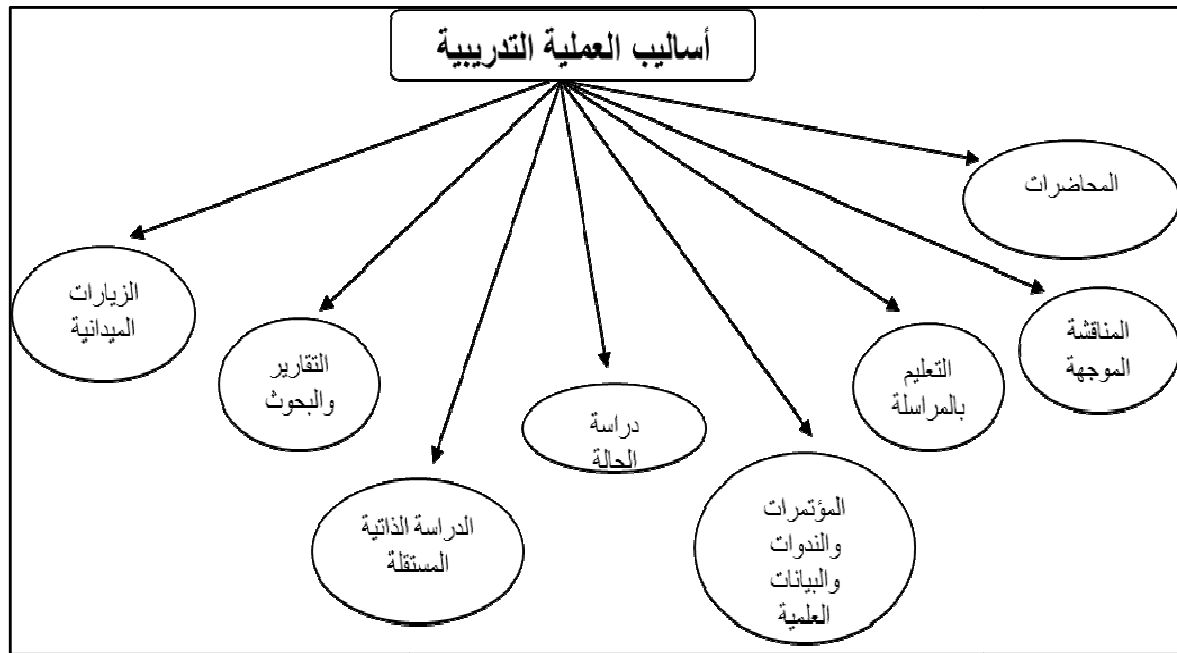 أساليب العملية التدريبية
المحاضرات
المناقشة
الموجهة
التعليم
بالمراسلة
المؤتمرات
والندوات
والبيانات
العلمية
دراسة
الحالة
الدراسة الذاتية
المستقلة
التقارير
والبحوث
الزيارات
الميدانية